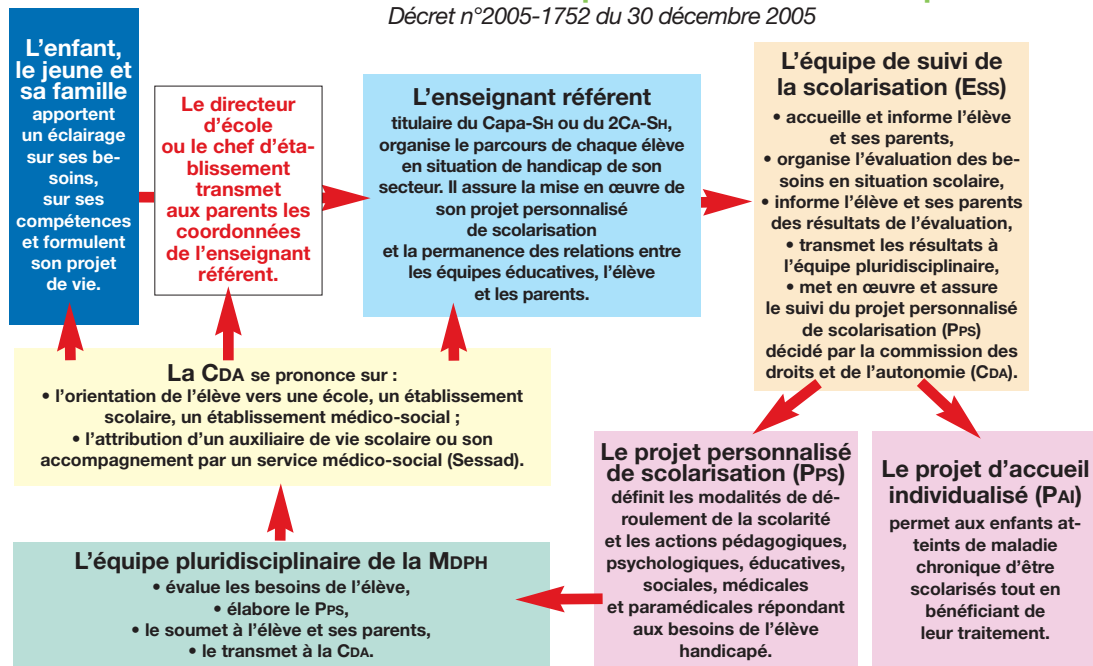 Décret n°2005-1752 du 30 décembre 2005
L'enfant,
le jeune et
sa famille
apportent
un éclairage
sur ses be-
soins,
sur ses
compétences
et formulent
son projet
de vie.
Le directeur
d'école
ou le chef d'éta-
blissement
transmet
aux parents les
coordonnées
de l'enseignant
référent.
L'enseignant référent
titulaire du Capa-SH ou du 2CA-SH,
organise le parcours de chaque élève
en situation de handicap de son
secteur. Il assure la mise en œuvre de
son projet personnalisé
de scolarisation
et la permanence des relations entre
les équipes éducatives, l'élève
et les parents.
L'équipe de suivi de
la scolarisation (ESS)
• accueille et informe l'élève
et ses parents,
• organise l'évaluation des be-
soins en situation scolaire,
• informe l'élève et ses parents
des résultats de l'évaluation,
• transmet les résultats à
l'équipe pluridisciplinaire,
• met en œuvre et assure
le suivi du projet personnalisé
de scolarisation (PPS)
décidé par la commission des
droits et de l'autonomie (CDA).
La CDA se prononce sur :
• l'orientation de l'élève vers une école, un établissement
scolaire, un établissement médico-social ;
• l'attribution d'un auxiliaire de vie scolaire ou son
accompagnement par un service médico-social (Sessad).
Le projet personnalisé
de scolarisation (PPS)
définit les modalités de dé-
roulement de la scolarité
et les actions pédagogiques,
psychologiques, éducatives,
sociales, médicales
et paramédicales répondant
aux besoins de l'élève
handicapé.
Le projet d'accueil
individualisé (PAI)
permet aux enfants at-
teints de maladie
chronique d'être
scolarisés tout en
bénéficiant de
leur traitement.
L'équipe pluridisciplinaire de la MDPH
• évalue les besoins de l'élève,
• élabore le PPS,
• le soumet à l'élève et ses parents,
• le transmet à la CDA.